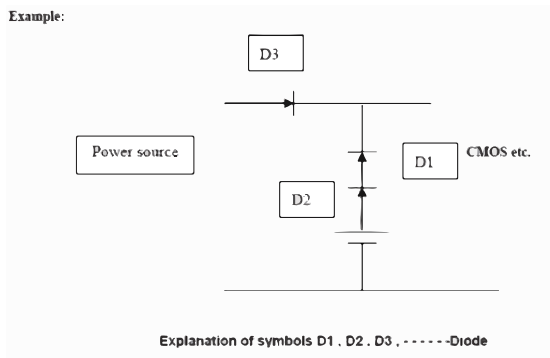 Example:
D3
Power source
CMOS etc.
D1
D2
Explanation of symbols D1 , D2 . D3 , - - - - - -Diode